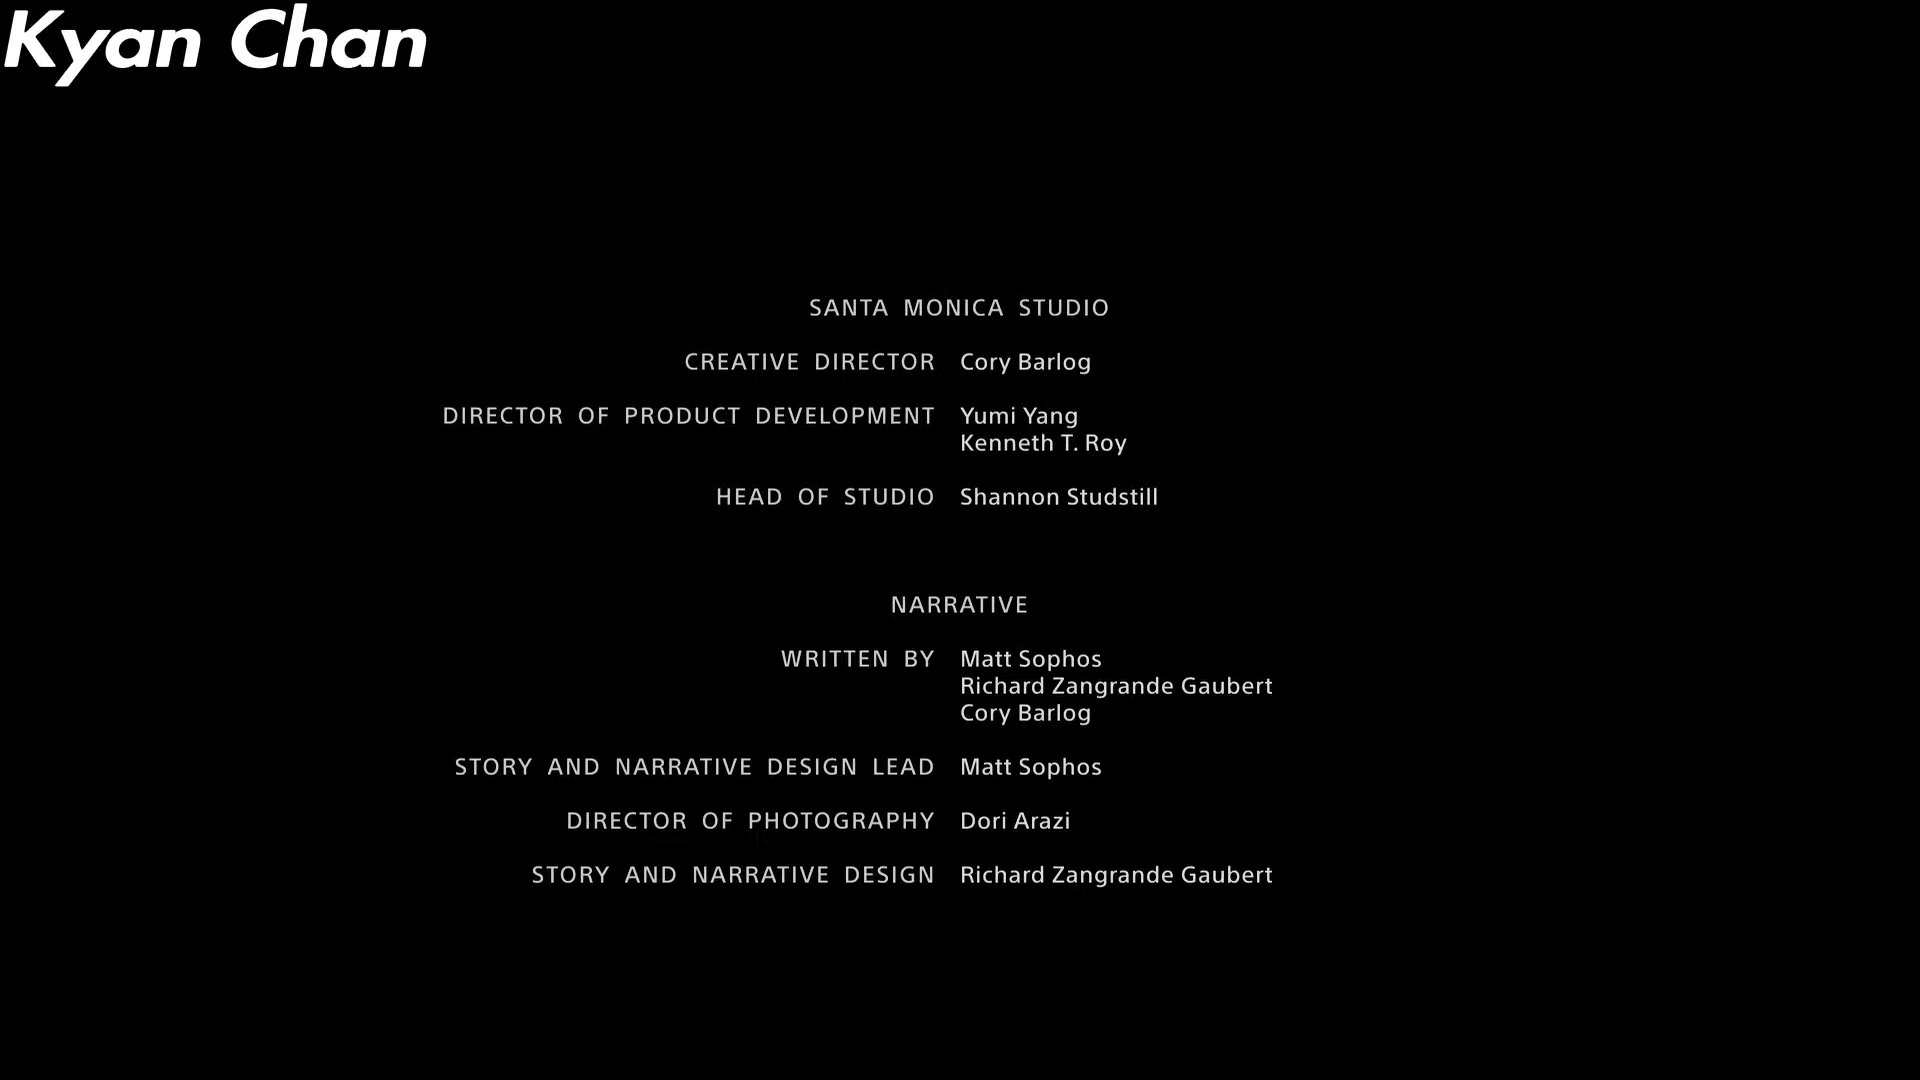 Kyan Chan
SANTA MONICA STUDIO
CREATIVE DIRECTOR Cory Barlog
DIRECTOR OF PRODUCT DEVELOPMENT Yumi Yang
Kenneth T. Roy
HEAD OF STUDIO Shannon Studstill
NARRATIVE
WRITTEN BY Matt Sophos
Richard Zangrande Gaubert
Cory Barlog
STORY AND NARRATIVE DESIGN LEAD Matt Sophos
DIRECTOR OF PHOTOGRAPHY Dori Arazi
STORY AND NARRATIVE DESIGN Richard Zangrande Gaubert